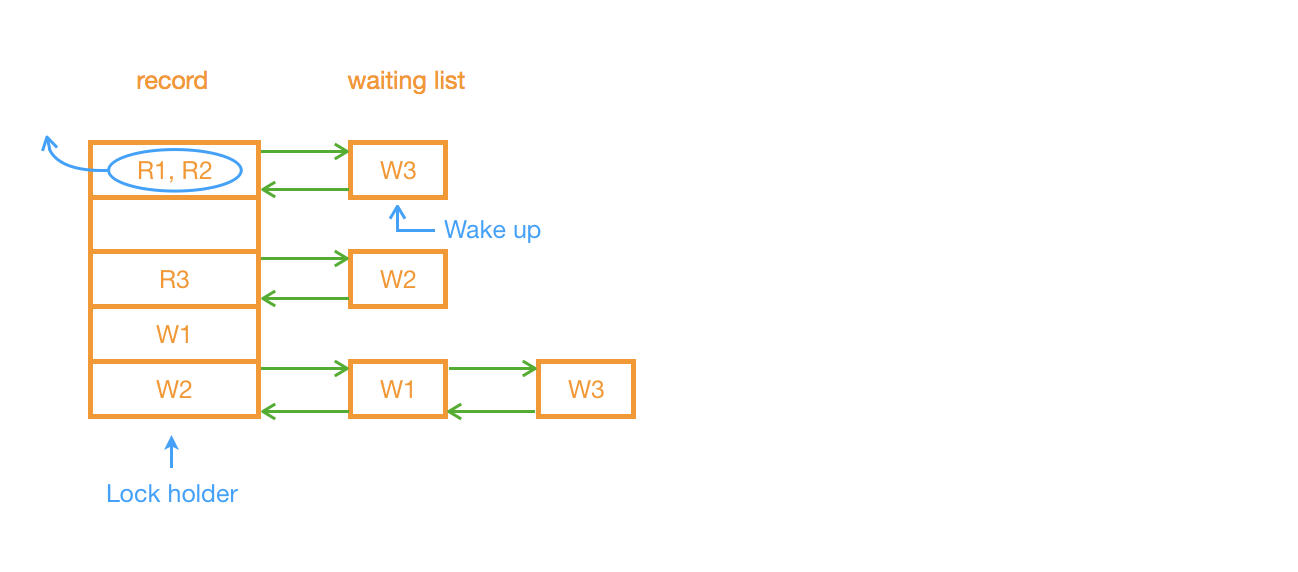 record waiting list
R1, R2 W3
Wake up
R3 W2
W1
W2 W1 W3
Lock holder